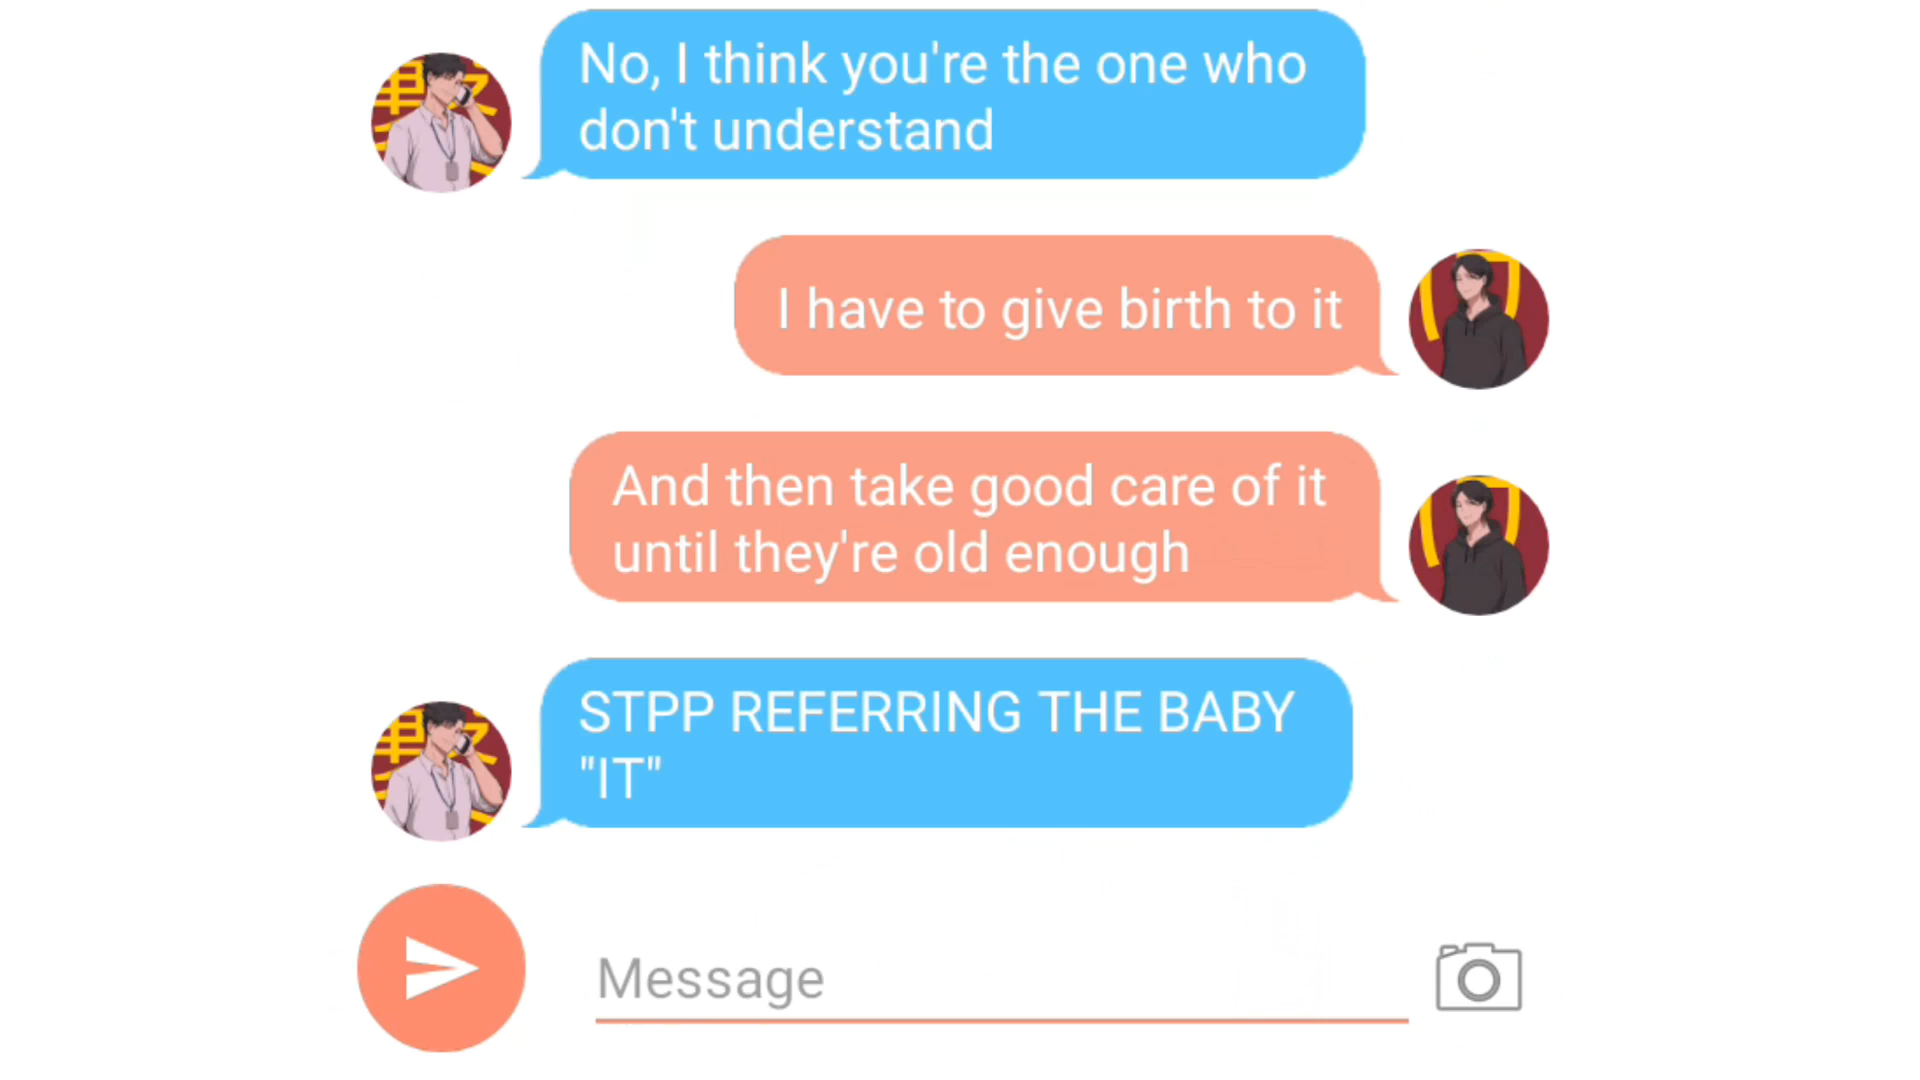 No, I think you're the one who
don't understand
I have to give birth to it
And then take good care of it
until they're old enough
STPP REFERRING THE BABY
"IT"
Message